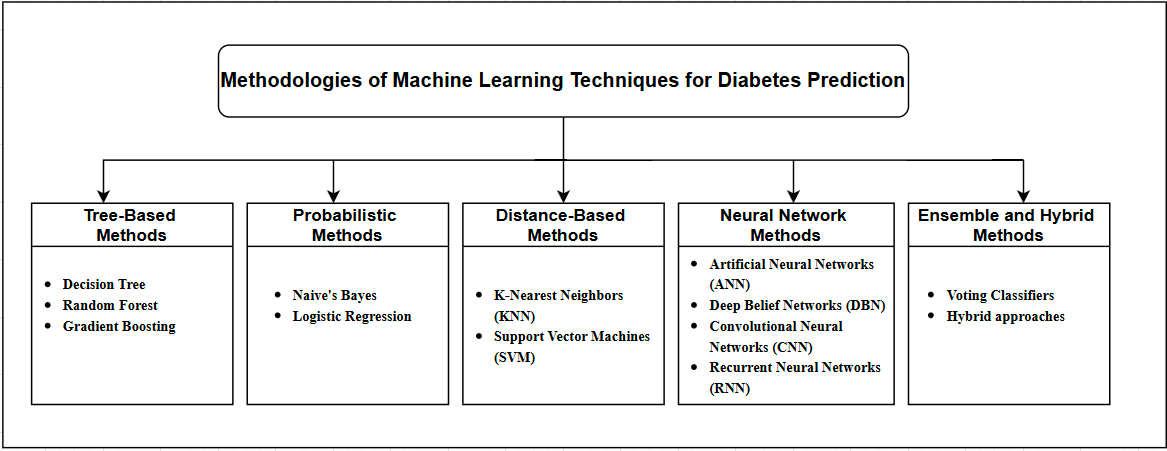 Methodologies of Machine Learning Techniques for Diabetes Prediction
Tree-Based
Methods
• Decision Tree
• Random Forest
• Gradient Boosting
Probabilistic
Methods
• Naive's Bayes
• Logistic Regression
Distance-Based
Methods
• K-Nearest Neighbors
(KNN)
• Support Vector Machines
(SVM)
Neural Network
Methods
• Artificial Neural Networks
(ANN)
• Deep Belief Networks (DBN)
• Convolutional Neural
Networks (CNN)
• Recurrent Neural Networks
(RNN)
Ensemble and Hybrid
Methods
• Voting Classifiers
• Hybrid approaches